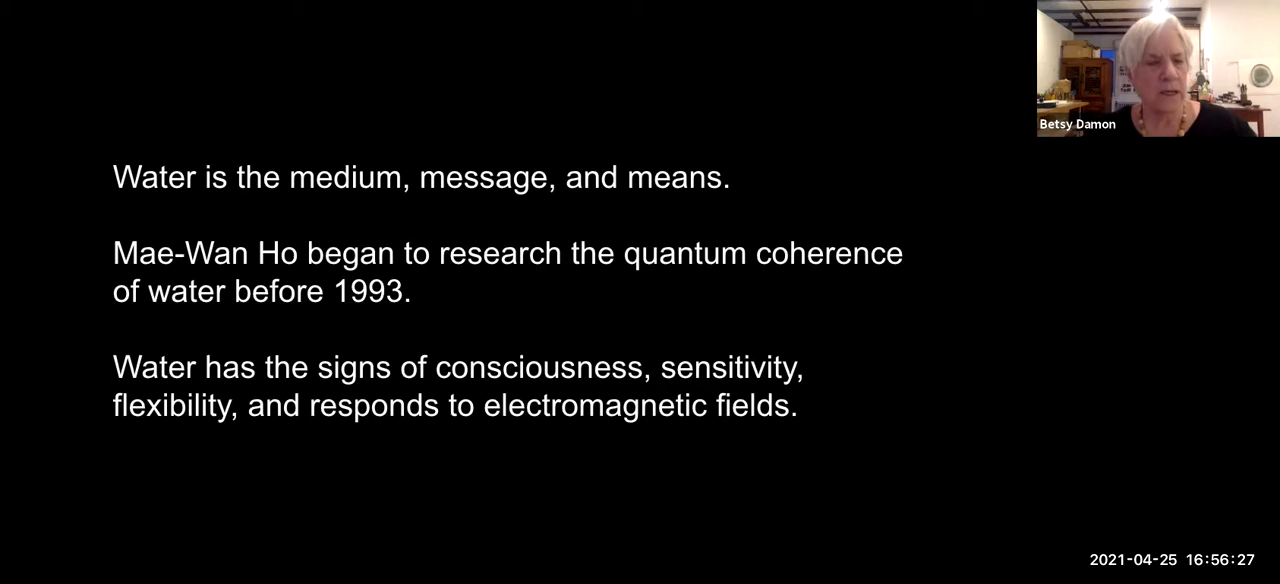 Betsy Damon
Water is the medium, message, and means.
Mae-Wan Ho began to research the quantum coherence
of water before 1993.
Water has the signs of consciousness, sensitivity,
flexibility, and responds to electromagnetic fields.
2021-04-25 16:56:27